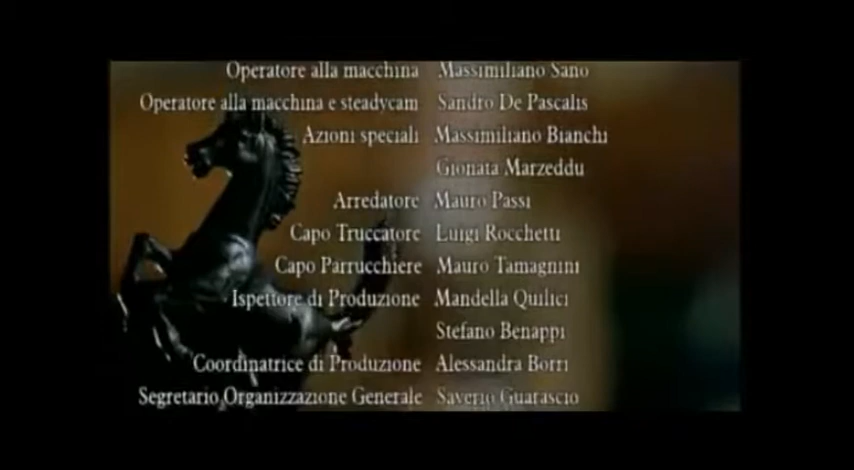 Operatore alla macchina Massimiliano Sano
Operatore alla macchina e steadycam Sandro De Pascalis
Azioni speciali Massimiliano Bianchi
Gionata Marzeddu
Arredatore Mauro Passi
Capo Truccatore Luigi Rocchetti
Capo Parrucchiere Mauro Tamagnini
Ispettore di Produzione Mandella Quilici
Stefano Benappi
Coordinatrice di Produzione Alessandra Borri
Segretario Organizzazione Generale Saverio Guarascio